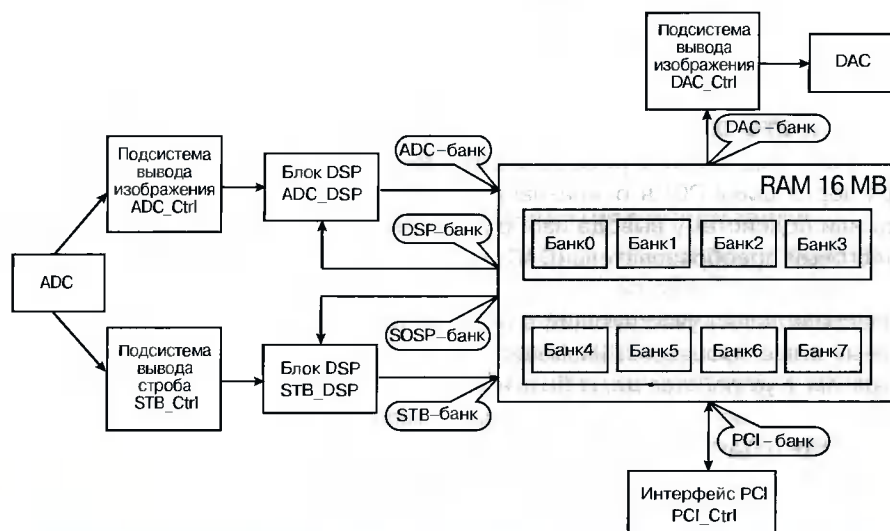 Подсистема
вывода
изображения
DAC_Ctrl
DAC
DAC–банк
ADC–банк
Подсистема
вывода
изображения
ADC_Ctrl
Блок DSP
ADC_DSP
RAM 16 MB
DSP–банк
Банк0
Банк1
Банк2
Банк3
ADC
SOSP–банк
Подсистема
вывода
строба
STB_Ctrl
Блок DSP
STB_DSP
Банк4
Банк5
Банк6
Банк7
STB–банк
PCI–банк
Интерфейс PCI
PCI_Ctrl